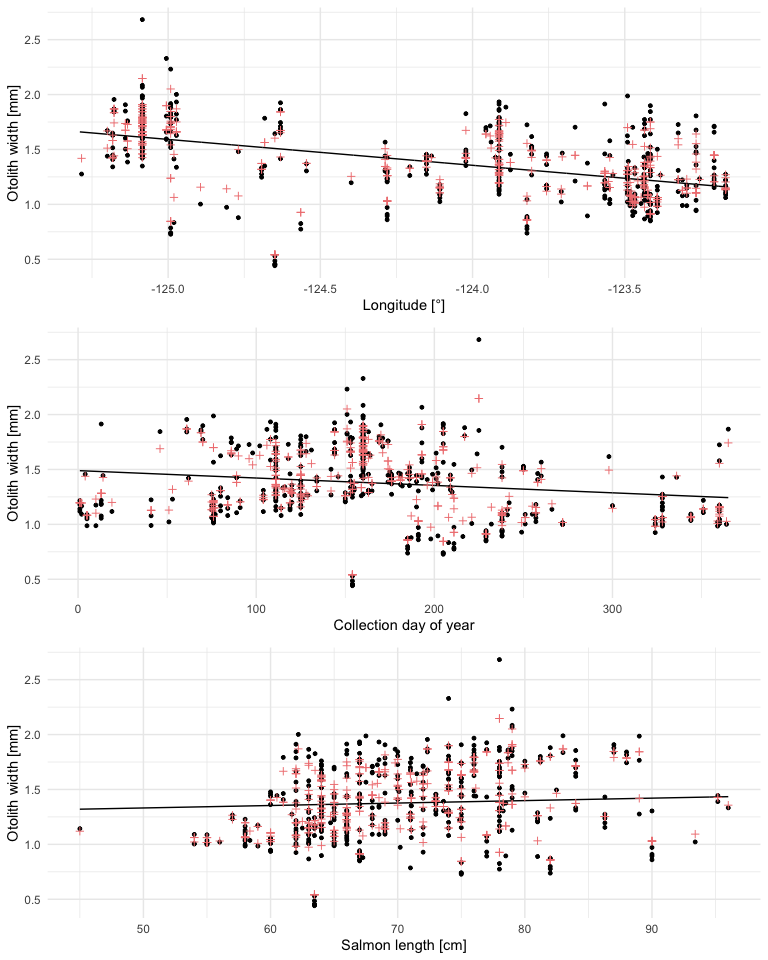 2.5
2.0
1.5
1.0
0.5
Otolith width [mm]
-125.0 -124.5 -124.0 -123.5
Longitude [°]
2.5
2.0
1.5
1.0
0.5
Otolith width [mm]
0 100 200 300
Collection day of year
2.5
2.0
1.5
1.0
0.5
Otolith width [mm]
50 60 70 80 90
Salmon length [cm]